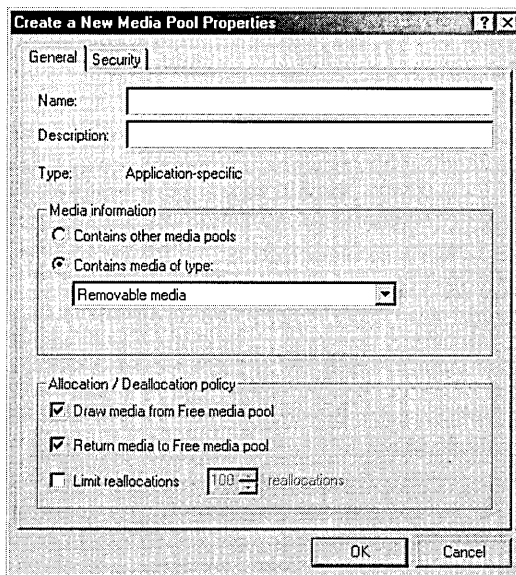 Create a New Media Pool Properties
General Security
Name:
Description:
Type: Application-specific
Media information
Contains other media pools
Contains media of type:
Removable media
Allocation / Deallocation policy
Draw media from Free media pool
Return media to Free media pool
Limit reallocations 100 reallocations
OK Cancel